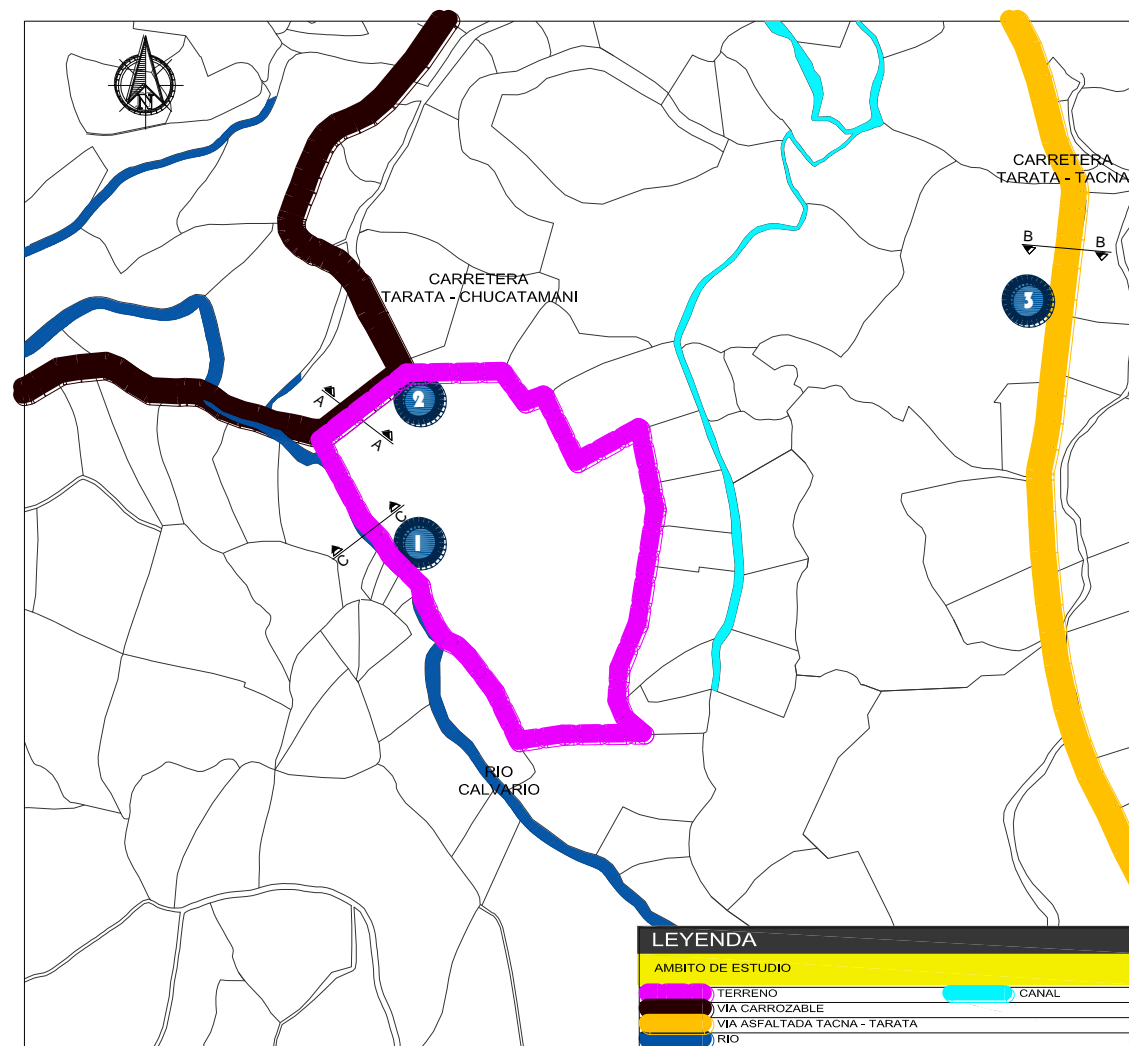 N
CARRETERA
TARATA - TACNA
B
B
CARRETERA
TARATA - CHUCATAMANI
3
A
2
A
C
1
C
RIO
CALVARIO
LEYENDA
AMBITO DE ESTUDIO
TERRENO
CANAL
VÍA CARROZABLE
VIA ASFALTADA TACNA - TARATA
RIO